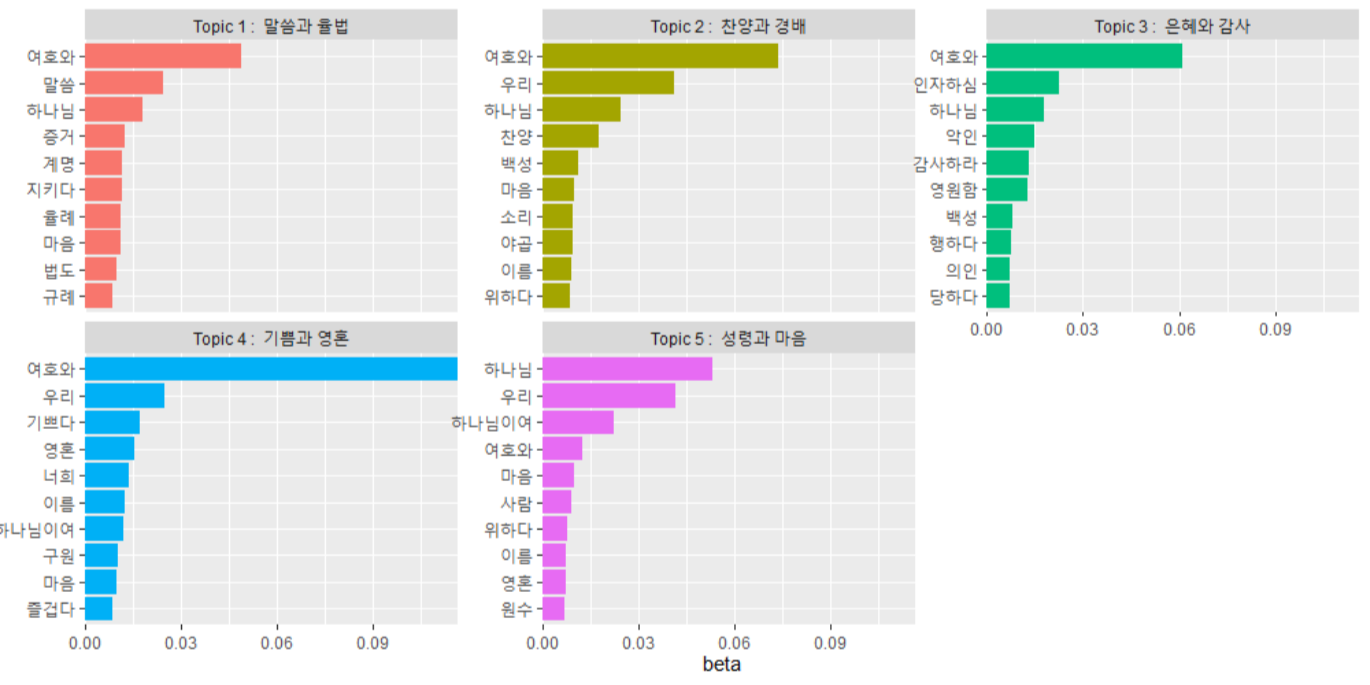 Topic 1 : 말씀과 율법
여호와
말씀
하나님
증거
계명
지키다
율례
마음
법도
규례
Topic 2 : 찬양과 경배
여호와
우리
하나님
찬양
백성
마음
소리
야곱
이름
위하다
Topic 3 : 은혜와 감사
여호와
인자하심
하나님
악인
감사하라
영원함
백성
행하다
의인
당하다
0.00 0.03 0.06 0.09
Topic 4 : 기쁨과 영혼
여호와
우리
기쁘다
영혼
너희
이름
하나님이여
구원
마음
즐겁다
0.00 0.03 0.06 0.09
Topic 5 : 성령과 마음
하나님
우리
하나님이여
여호와
마음
사람
위하다
이름
영혼
원수
0.00 0.03 0.06 0.09
beta